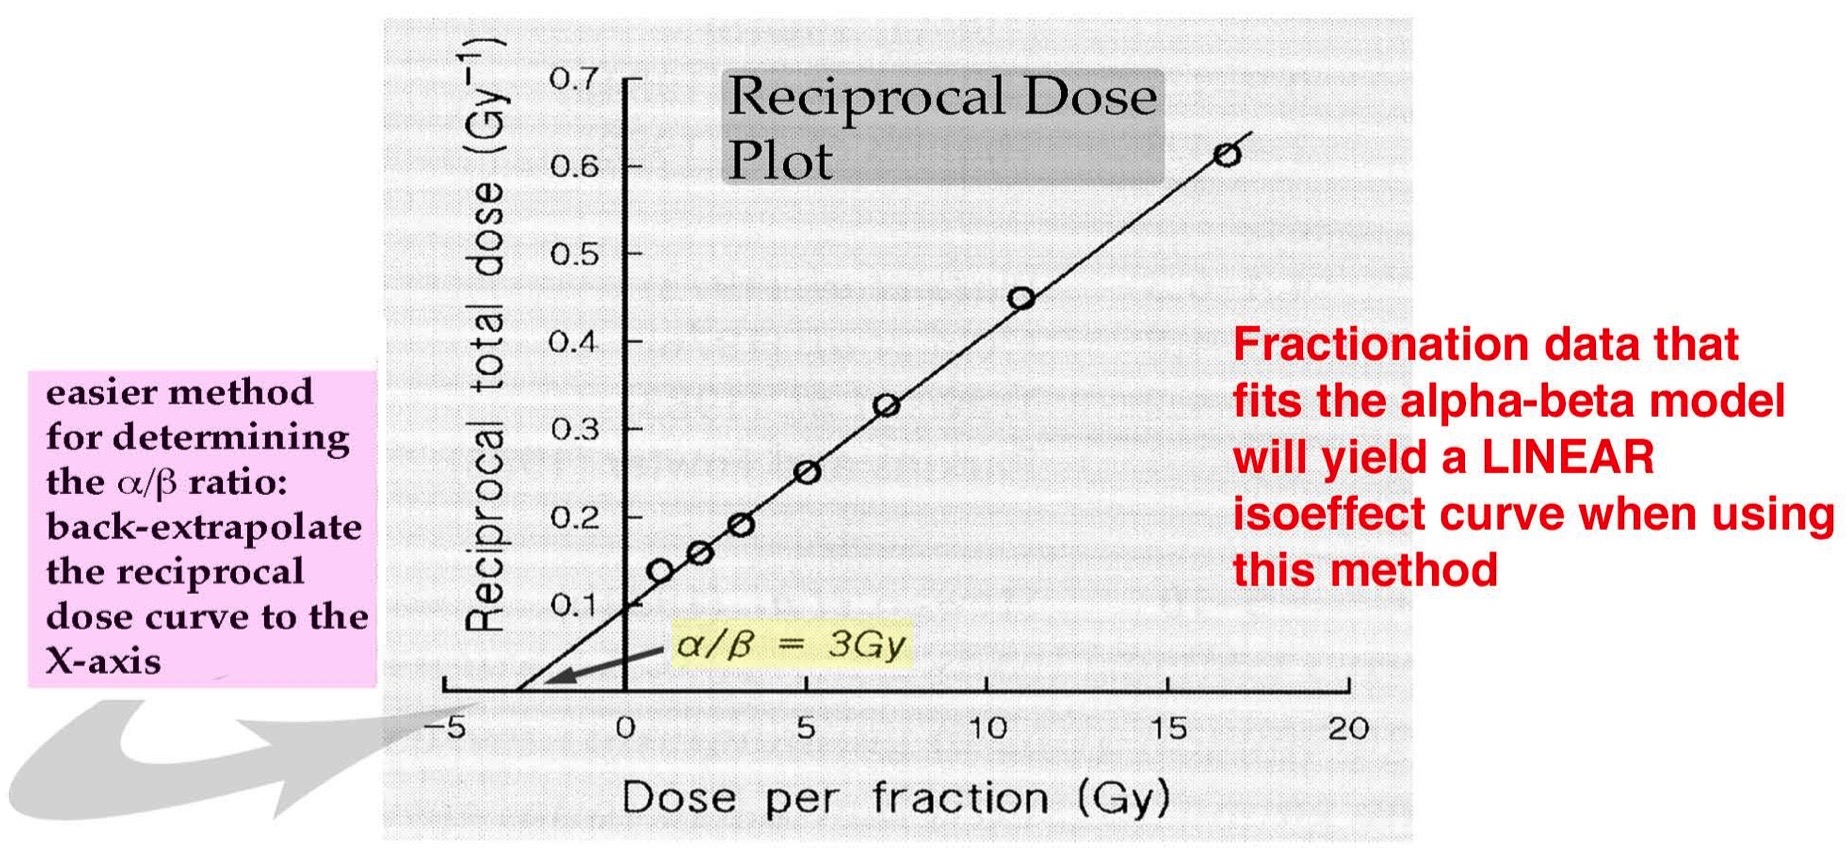 Reciprocal Dose
Plot
Reciprocal total dose (Gy⁻¹)
0.7
0.6
0.5
0.4
0.3
0.2
0.1
α/β = 3Gy
−5
0
5
10
15
20
Dose per fraction (Gy)
easier method
for determining
the α/β ratio:
back-extrapolate
the reciprocal
dose curve to the
X-axis
Fractionation data that
fits the alpha-beta model
will yield a LINEAR
isoeffect curve when using
this method